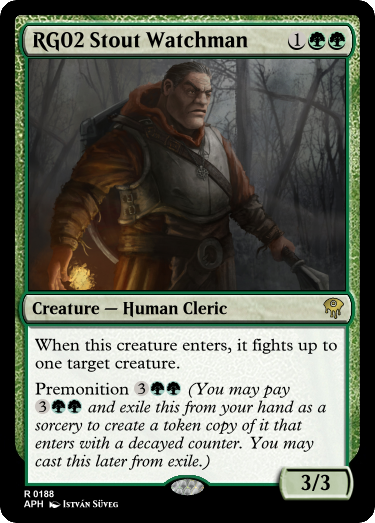 RG02 Stout Watchman 1
Creature — Human Cleric
When this creature enters, it fights up to
one target creature.
Premonition 3 (You may pay
3 and exile this from your hand as a
sorcery to create a token copy of it that
enters with a decayed counter. You may
cast this later from exile.)
3/3
R 0188
APH István Süveg